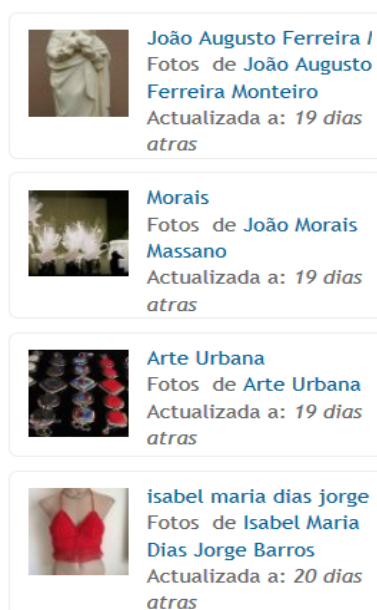 João Augusto Ferreira
Fotos de João Augusto
Ferreira Monteiro
Actualizada a: 19 dias
atras
Morais
Fotos de João Morais
Massano
Actualizada a: 19 dias
atras
Arte Urbana
Fotos de Arte Urbana
Actualizada a: 19 dias
atras
isabel maria dias jorge
Fotos de Isabel Maria
Dias Jorge Barros
Actualizada a: 20 dias
atras